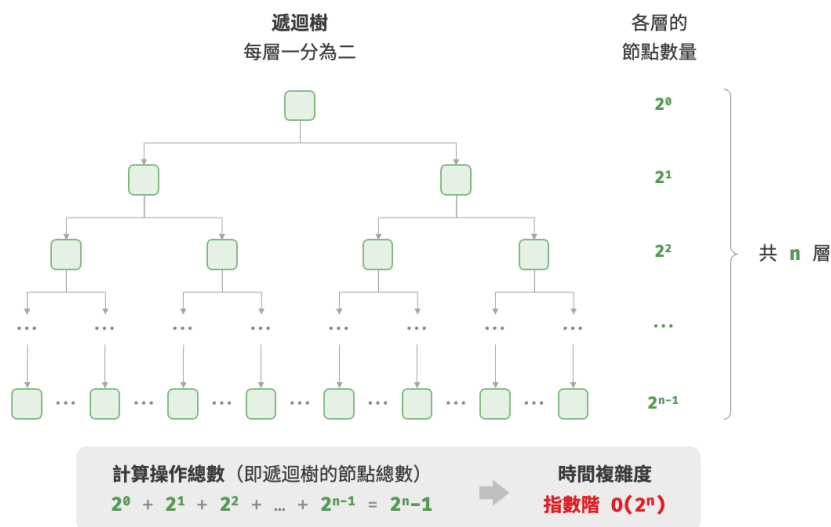 遞迴樹
每層一分為二
各層的
節點數量
2⁰
2¹
2²
共 n 層
... ... ... ... ... ... ... ... ...
2ⁿ⁻¹
... ... ... ... ... ... ...
計算操作總數（即遞迴樹的節點總數）
2⁰ + 2¹ + 2² + … + 2ⁿ⁻¹ = 2ⁿ-1
時間複雜度
指數階 O(2ⁿ)